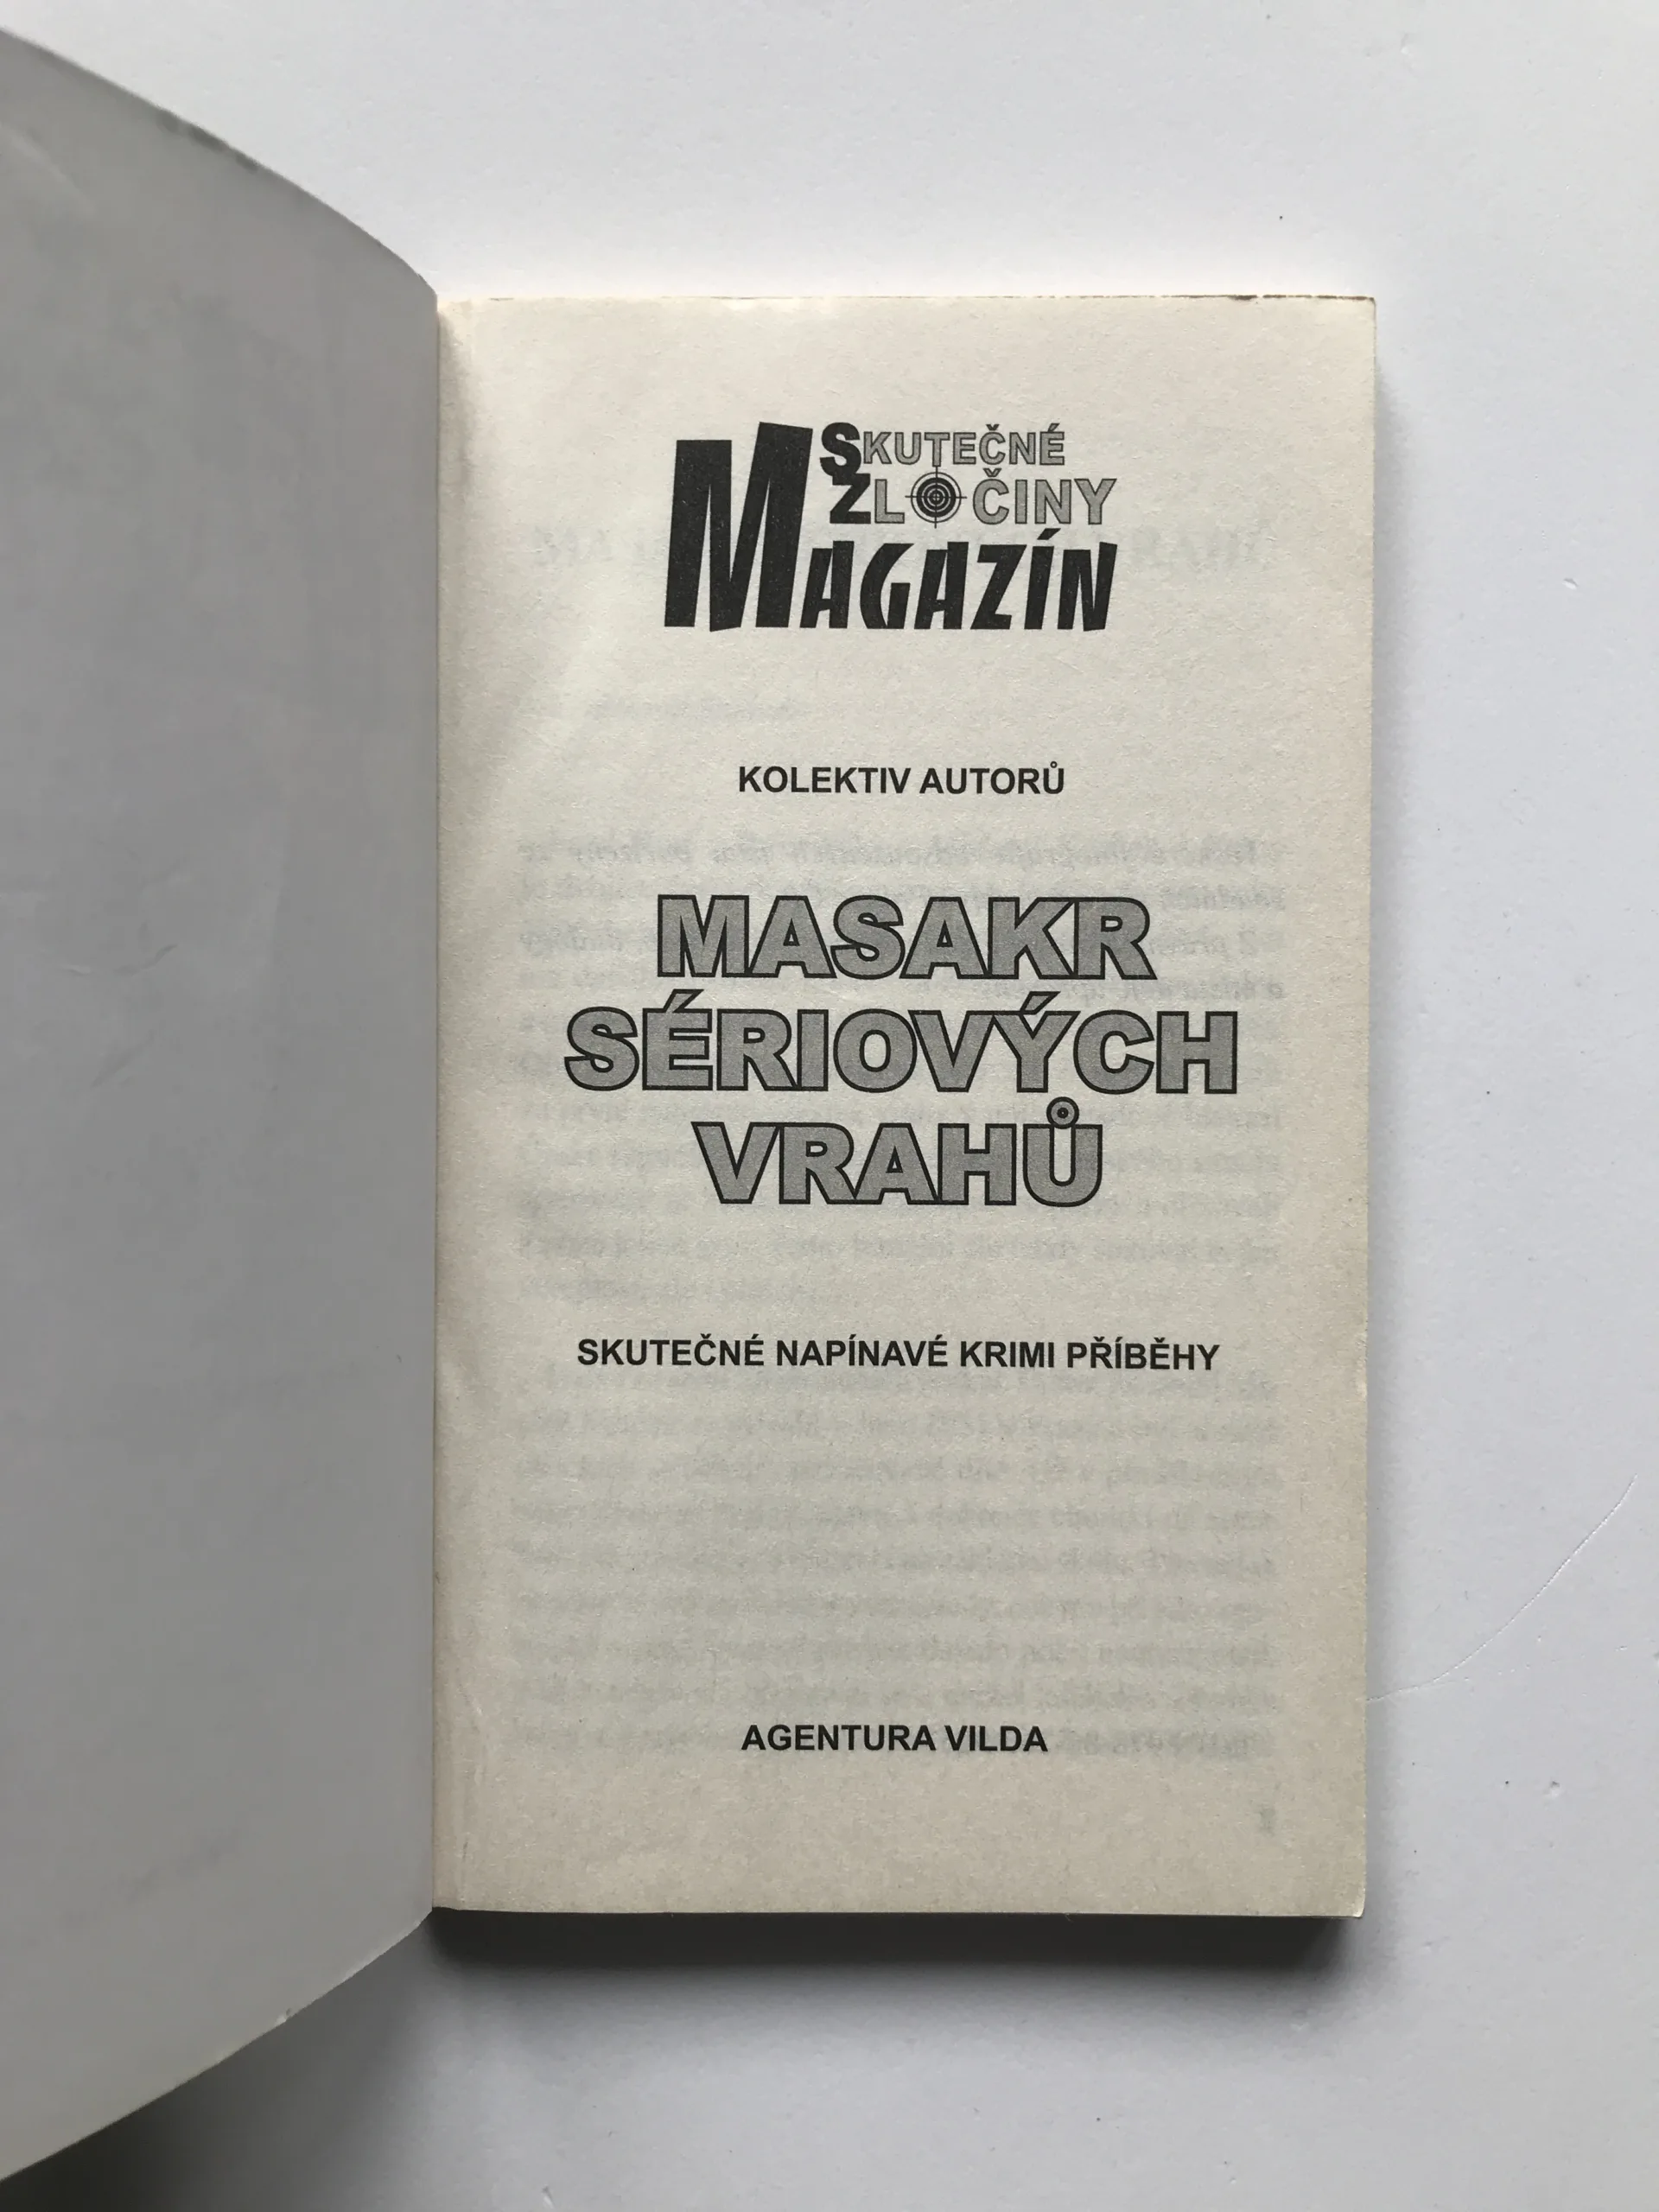 SKUTEČNÉ
ZLOČINY
MAGAZÍN
KOLEKTIV AUTORŮ
MASAKR
SÉRIOVÝCH
VRAHŮ
SKUTEČNÉ NAPÍNAVÉ KRIMI PŘÍBĚHY
AGENTURA VILDA